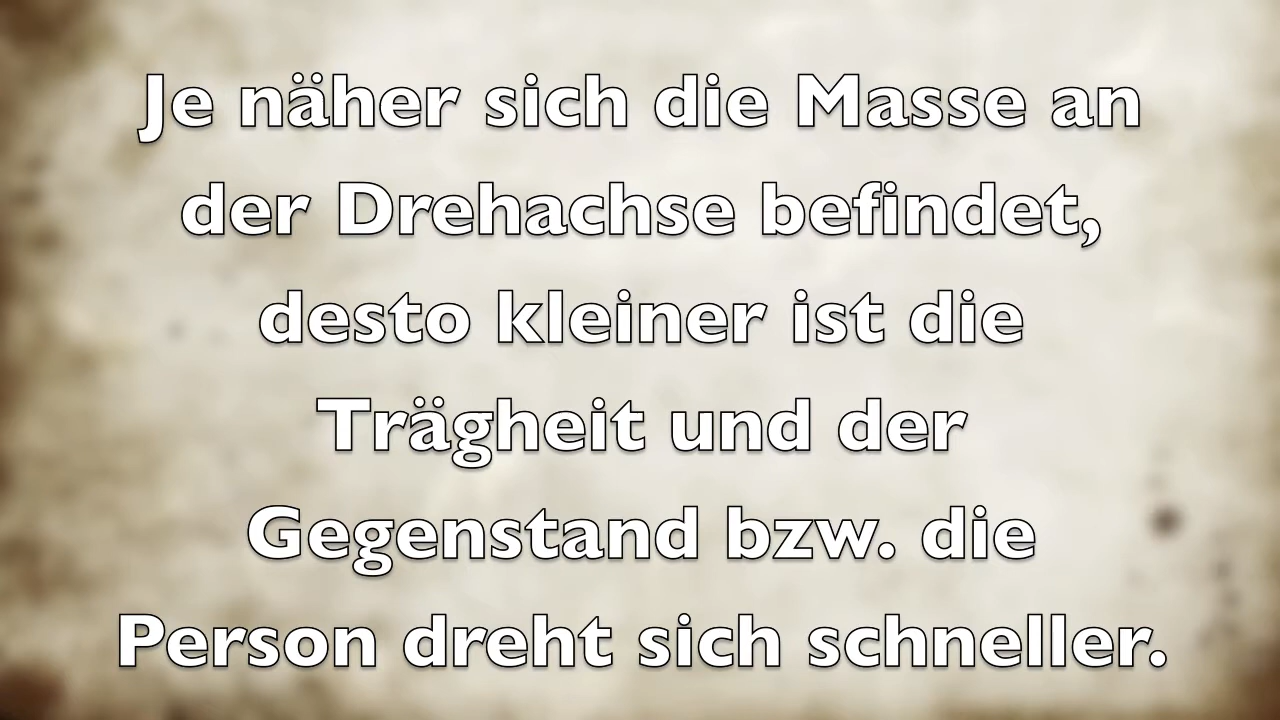 Je näher sich die Masse an
der Drehachse befindet,
desto kleiner ist die
Trägheit und der
Gegenstand bzw. die
Person dreht sich schneller.